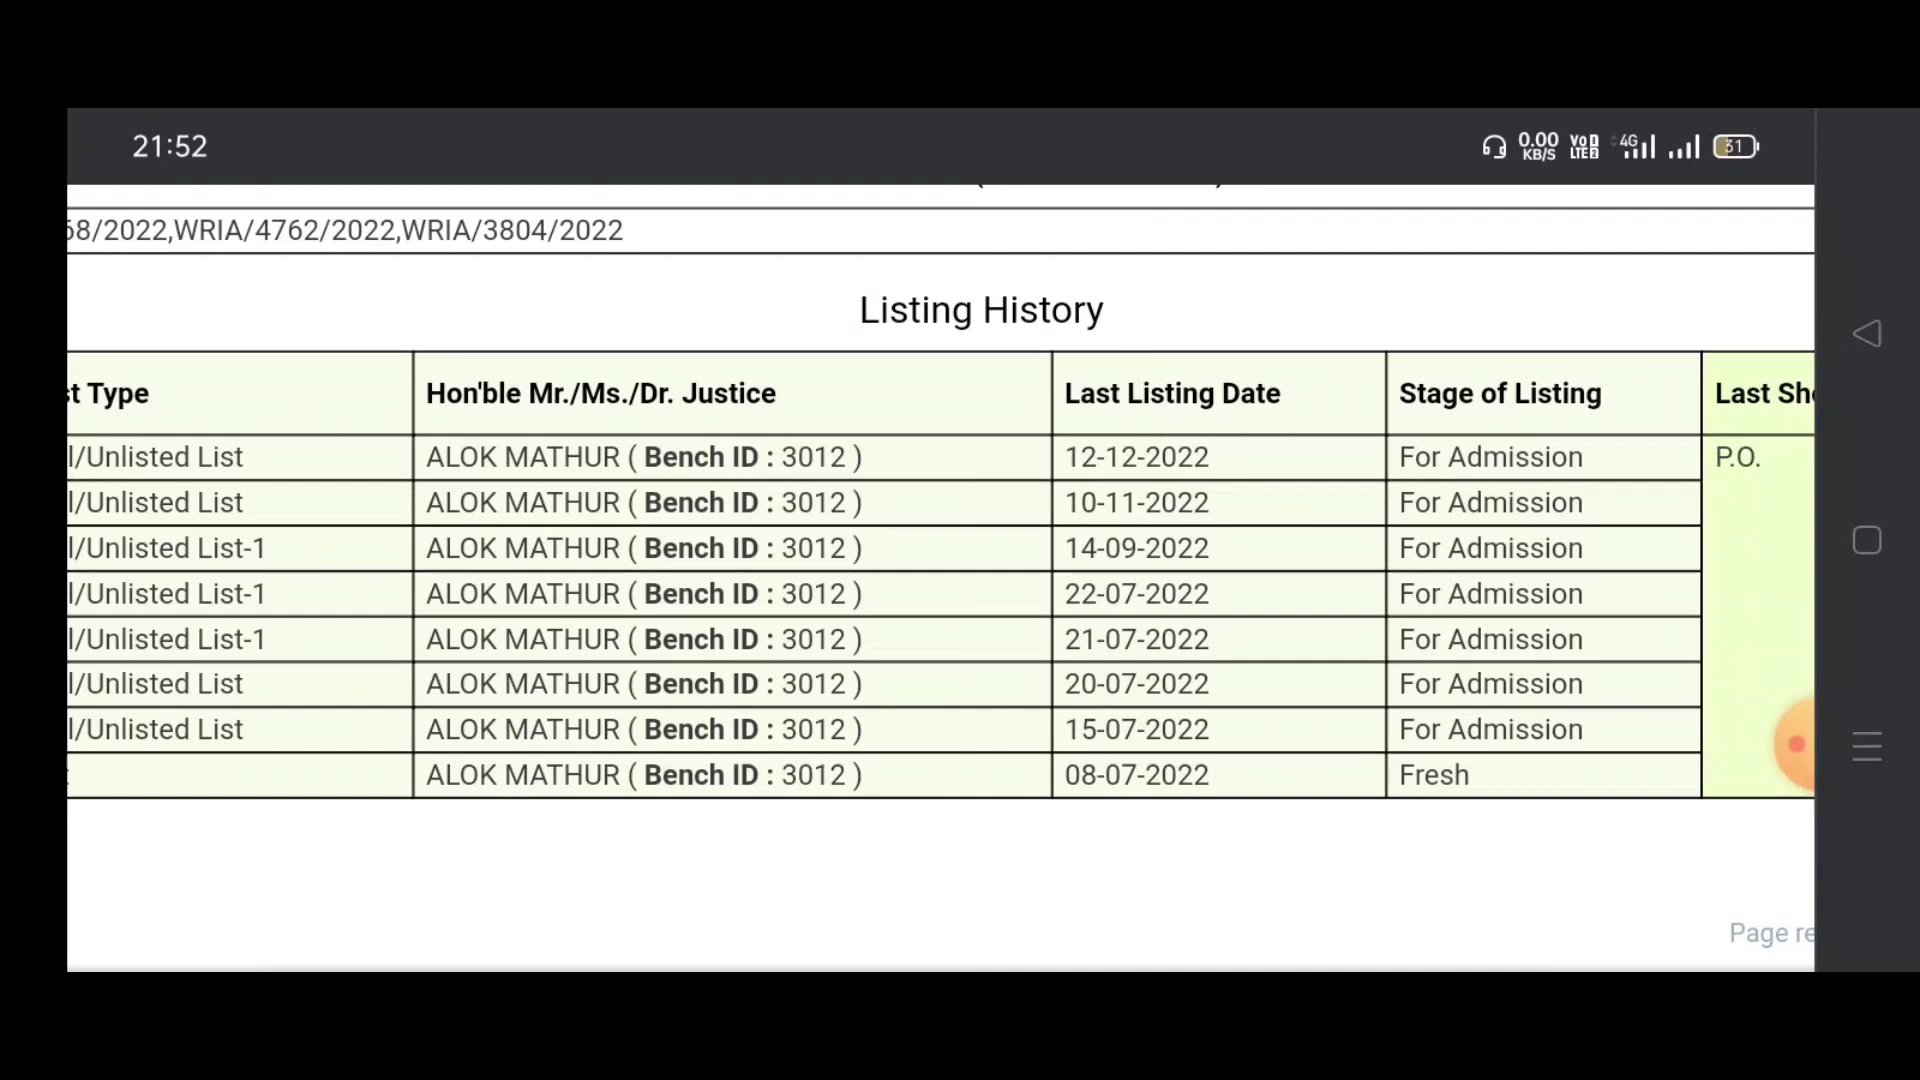 21:52 0.00 KB/S VoLTE 4G 31
68/2022,WRIA/4762/2022,WRIA/3804/2022
Listing History
st Type Hon'ble Mr./Ms./Dr. Justice Last Listing Date Stage of Listing Last Sh
l/Unlisted List ALOK MATHUR ( Bench ID : 3012 ) 12-12-2022 For Admission P.O.
l/Unlisted List ALOK MATHUR ( Bench ID : 3012 ) 10-11-2022 For Admission
l/Unlisted List-1 ALOK MATHUR ( Bench ID : 3012 ) 14-09-2022 For Admission
l/Unlisted List-1 ALOK MATHUR ( Bench ID : 3012 ) 22-07-2022 For Admission
l/Unlisted List-1 ALOK MATHUR ( Bench ID : 3012 ) 21-07-2022 For Admission
l/Unlisted List ALOK MATHUR ( Bench ID : 3012 ) 20-07-2022 For Admission
l/Unlisted List ALOK MATHUR ( Bench ID : 3012 ) 15-07-2022 For Admission
ALOK MATHUR ( Bench ID : 3012 ) 08-07-2022 Fresh
Page re